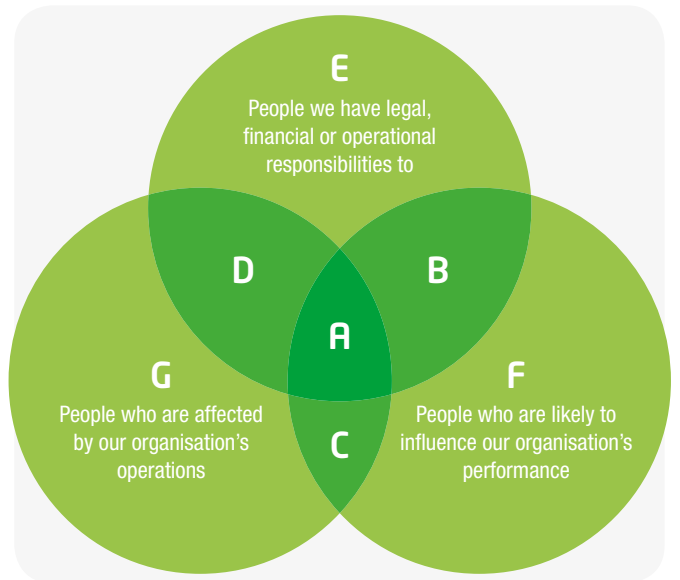 E
People we have legal,
financial or operational
responsibilities to
D
B
A
G
People who are affected
by our organisation's
operations
F
People who are likely to
influence our organisation's
performance
C